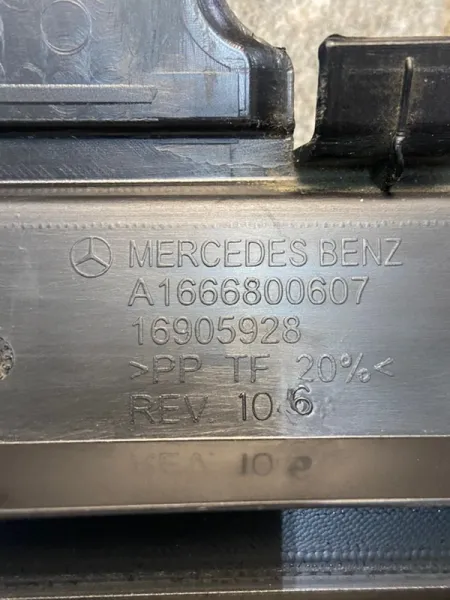 MERCEDES BENZ
A1666800607
16905928
>PP TF 20%<
REV 10 6